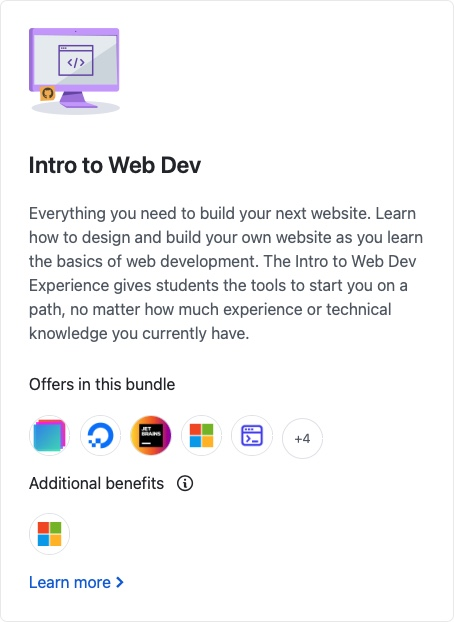 </>
Intro to Web Dev
Everything you need to build your next website. Learn
how to design and build your own website as you learn
the basics of web development. The Intro to Web Dev
Experience gives students the tools to start you on a
path, no matter how much experience or technical
knowledge you currently have.
Offers in this bundle
JET
BRAINS
+4
Additional benefits
Learn more